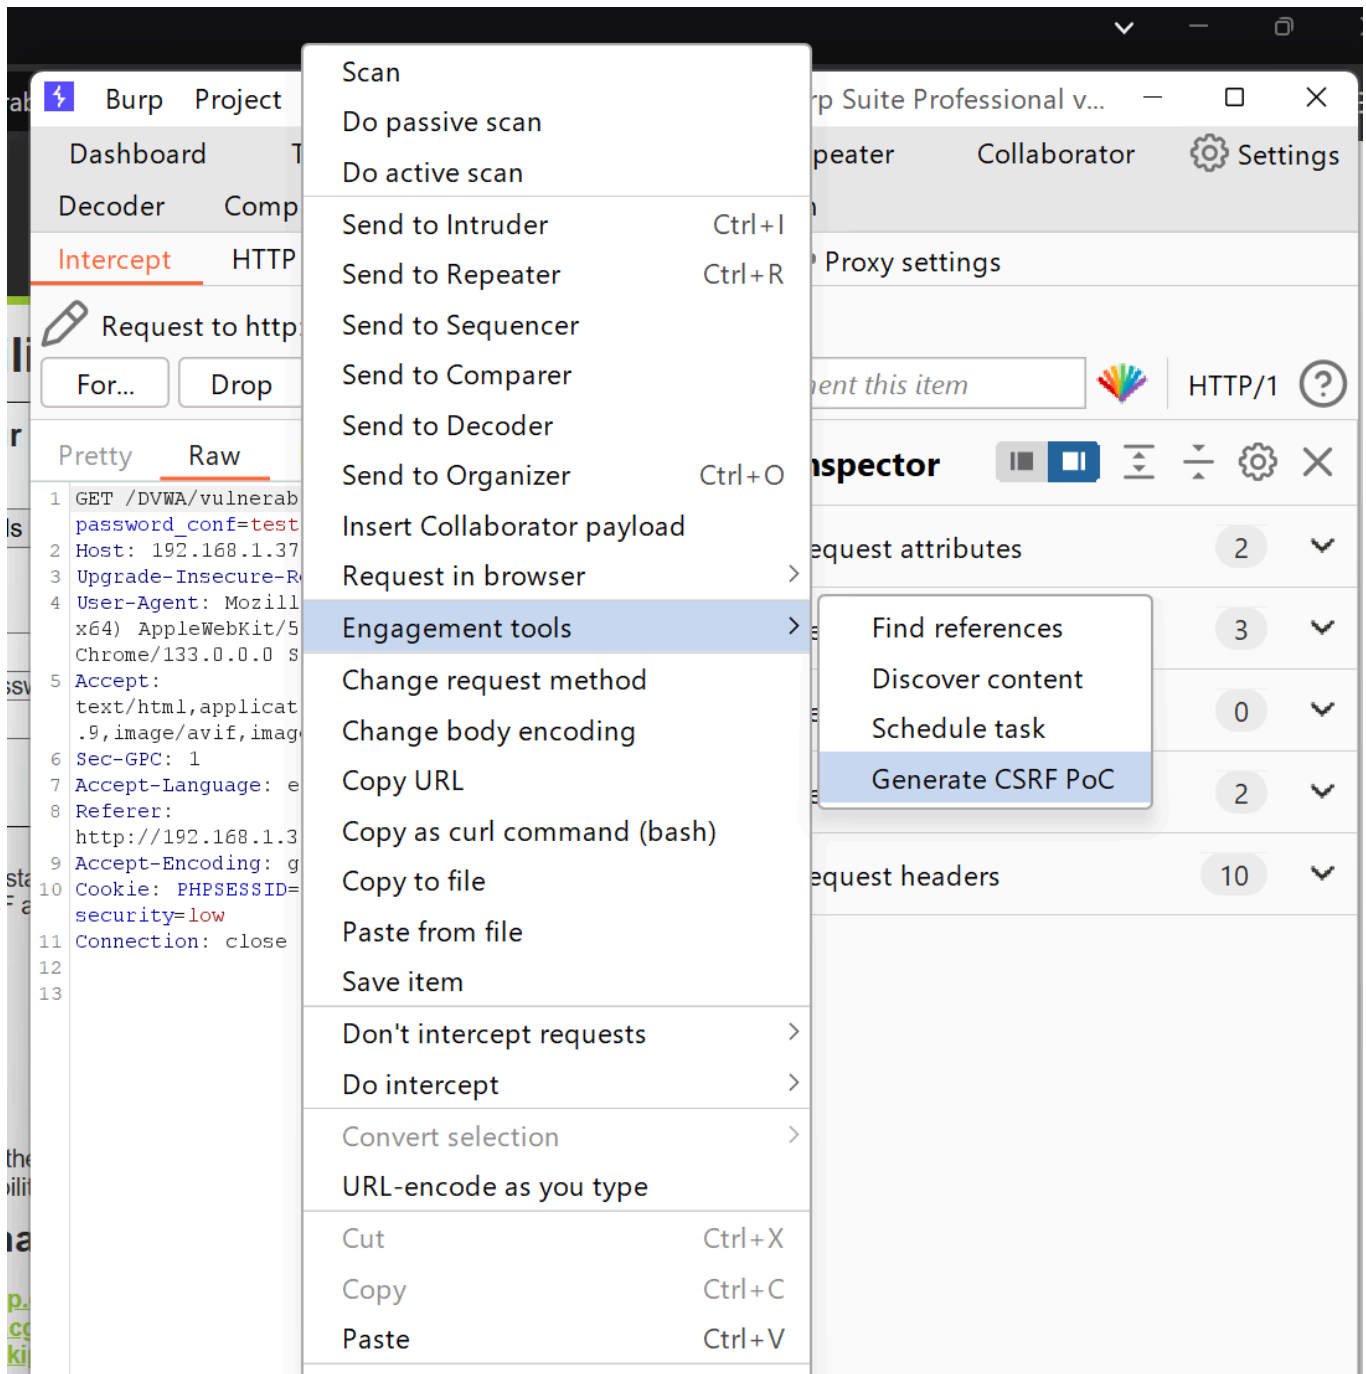 Burp Project
rp Suite Professional v...
Dashboard
peater Collaborator Settings
Decoder Comp
Intercept HTTP
Proxy settings
Request to http:
For... Drop
ment this item
HTTP/1
Pretty Raw
nspector
1 GET /DVWA/vulnerab
password_conf=test
2 Host: 192.168.1.37
3 Upgrade-Insecure-Re
4 User-Agent: Mozill
x64) AppleWebKit/5
Chrome/133.0.0.0 S
5 Accept:
text/html,applicat
.9,image/avif,imag
6 Sec-GPC: 1
7 Accept-Language: e
8 Referer:
http://192.168.1.3
9 Accept-Encoding: g
10 Cookie: PHPSESSID=
security=low
11 Connection: close
12
13
Scan
Do passive scan
Do active scan
Send to Intruder Ctrl+I
Send to Repeater Ctrl+R
Send to Sequencer
Send to Comparer
Send to Decoder
Send to Organizer Ctrl+O
Insert Collaborator payload
Request in browser
Engagement tools
Change request method
Change body encoding
Copy URL
Copy as curl command (bash)
Copy to file
Paste from file
Save item
Don't intercept requests
Do intercept
Convert selection
URL-encode as you type
Cut Ctrl+X
Copy Ctrl+C
Paste Ctrl+V
Find references
Discover content
Schedule task
Generate CSRF PoC
equest attributes 2
3
0
2
equest headers 10